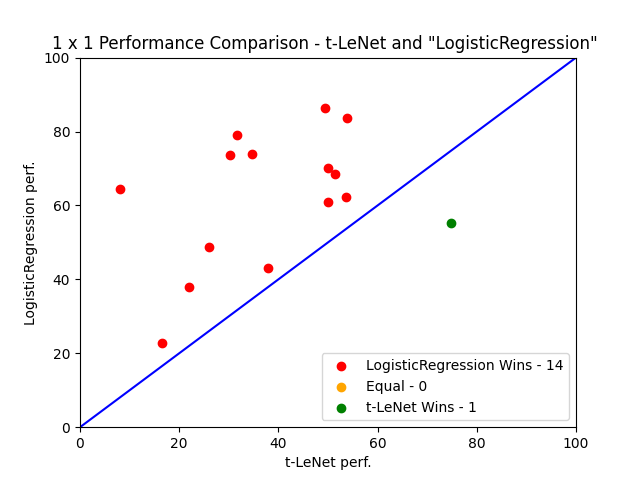 1 x 1 Performance Comparison - t-LeNet and "LogisticRegression"
100
80
60
40
20
0
LogisticRegression perf.
LogisticRegression Wins - 14
Equal - 0
t-LeNet Wins - 1
0 20 40 60 80 100
t-LeNet perf.